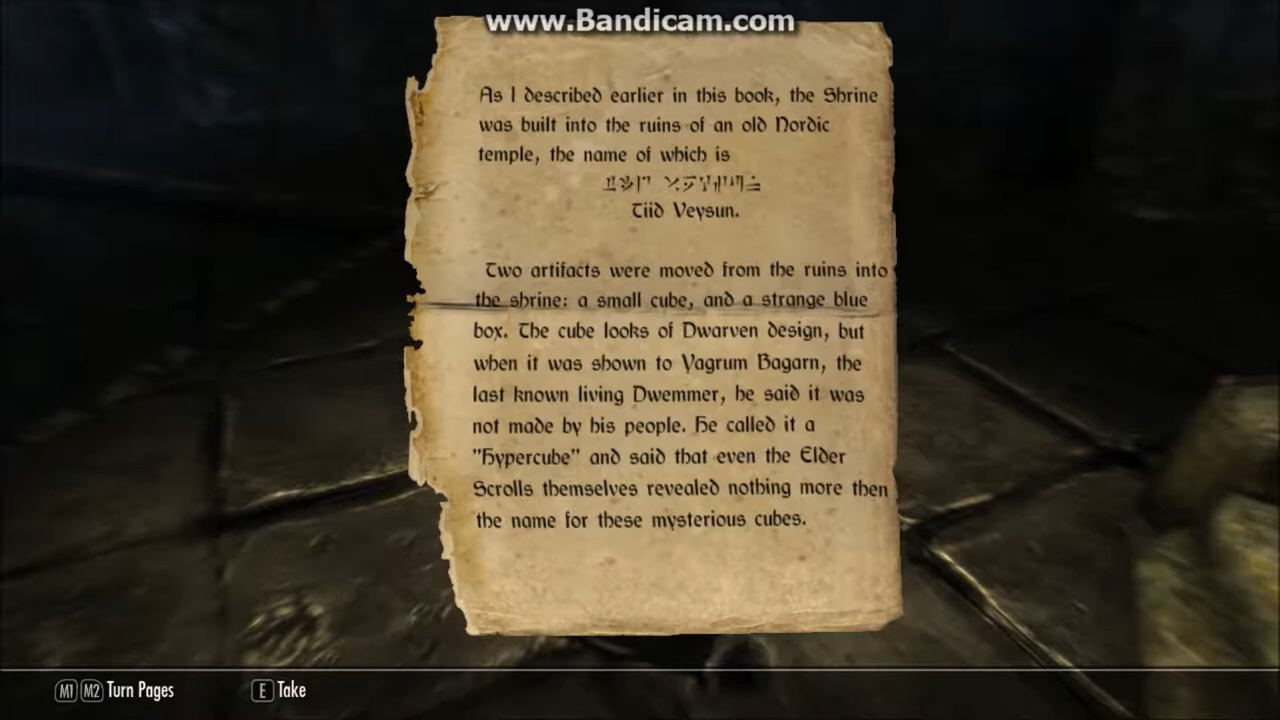 www.Bandicam.com
As I described earlier in this book, the Shrine
was built into the ruins of an old Nordic
temple, the name of which is
Tiid Veysun.
Two artifacts were moved from the ruins into
the shrine: a small cube, and a strange blue
box. The cube looks of Dwarven design, but
when it was shown to Yagrum Bagarn, the
last known living Dwemmer, he said it was
not made by his people. He called it a
"Hypercube" and said that even the Elder
Scrolls themselves revealed nothing more then
the name for these mysterious cubes.
M1 M2 Turn Pages
E Take